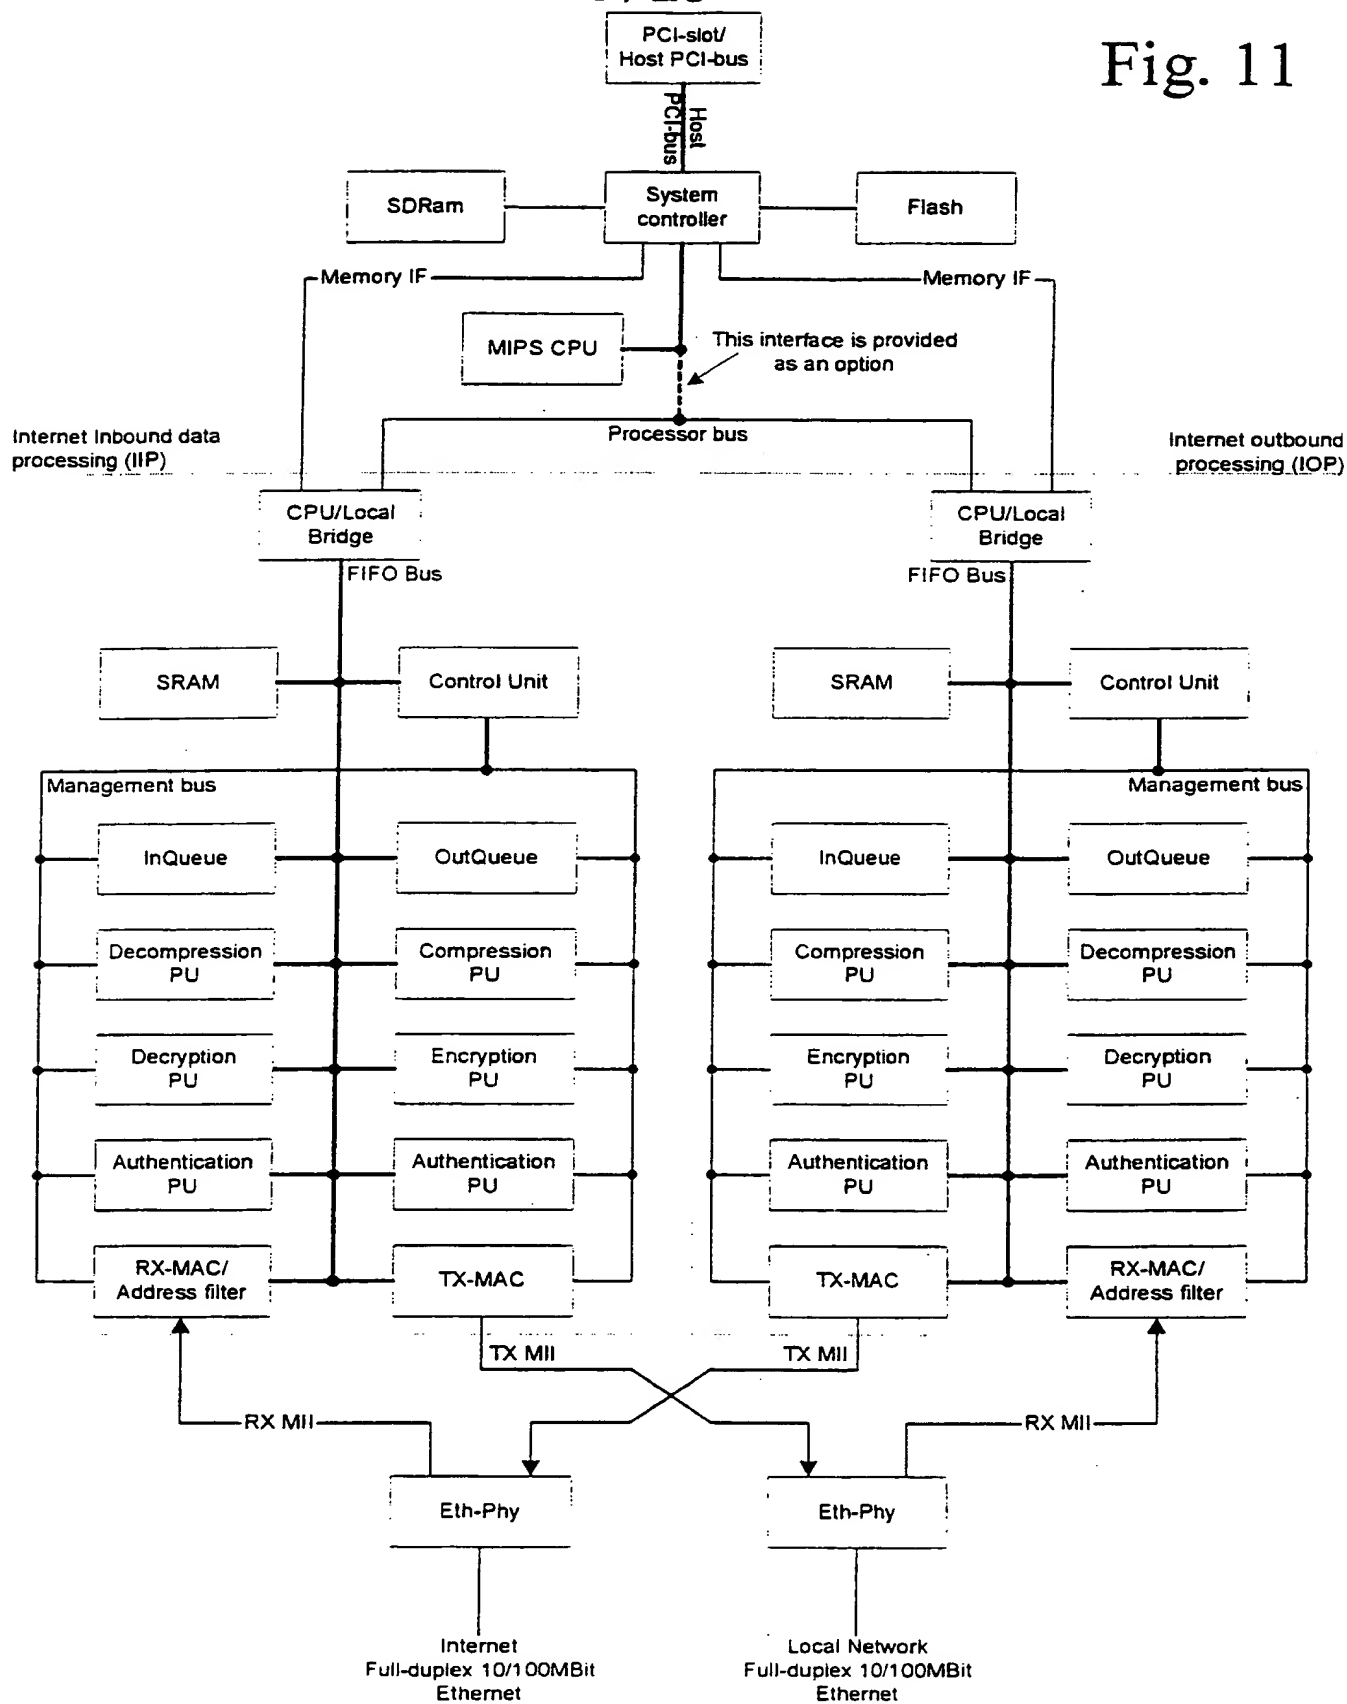 Fig. 11
PCI-slot/
Host PCI-bus
Host
PCI-bus
SDRam
System
controller
Flash
Memory IF
Memory IF
MIPS CPU
This interface is provided
as an option
Processor bus
Internet Inbound data
processing (IIP)
Internet outbound
processing (IOP)
CPU/Local
Bridge
CPU/Local
Bridge
FIFO Bus
FIFO Bus
SRAM
Control Unit
SRAM
Control Unit
Management bus
Management bus
InQueue
OutQueue
InQueue
OutQueue
Decompression
PU
Compression
PU
Compression
PU
Decompression
PU
Decryption
PU
Encryption
PU
Encryption
PU
Decryption
PU
Authentication
PU
Authentication
PU
Authentication
PU
Authentication
PU
RX-MAC/
Address filter
TX-MAC
TX-MAC
RX-MAC/
Address filter
TX MII
TX MII
RX MII
RX MII
Eth-Phy
Eth-Phy
Internet
Full-duplex 10/100MBit
Ethernet
Local Network
Full-duplex 10/100MBit
Ethernet